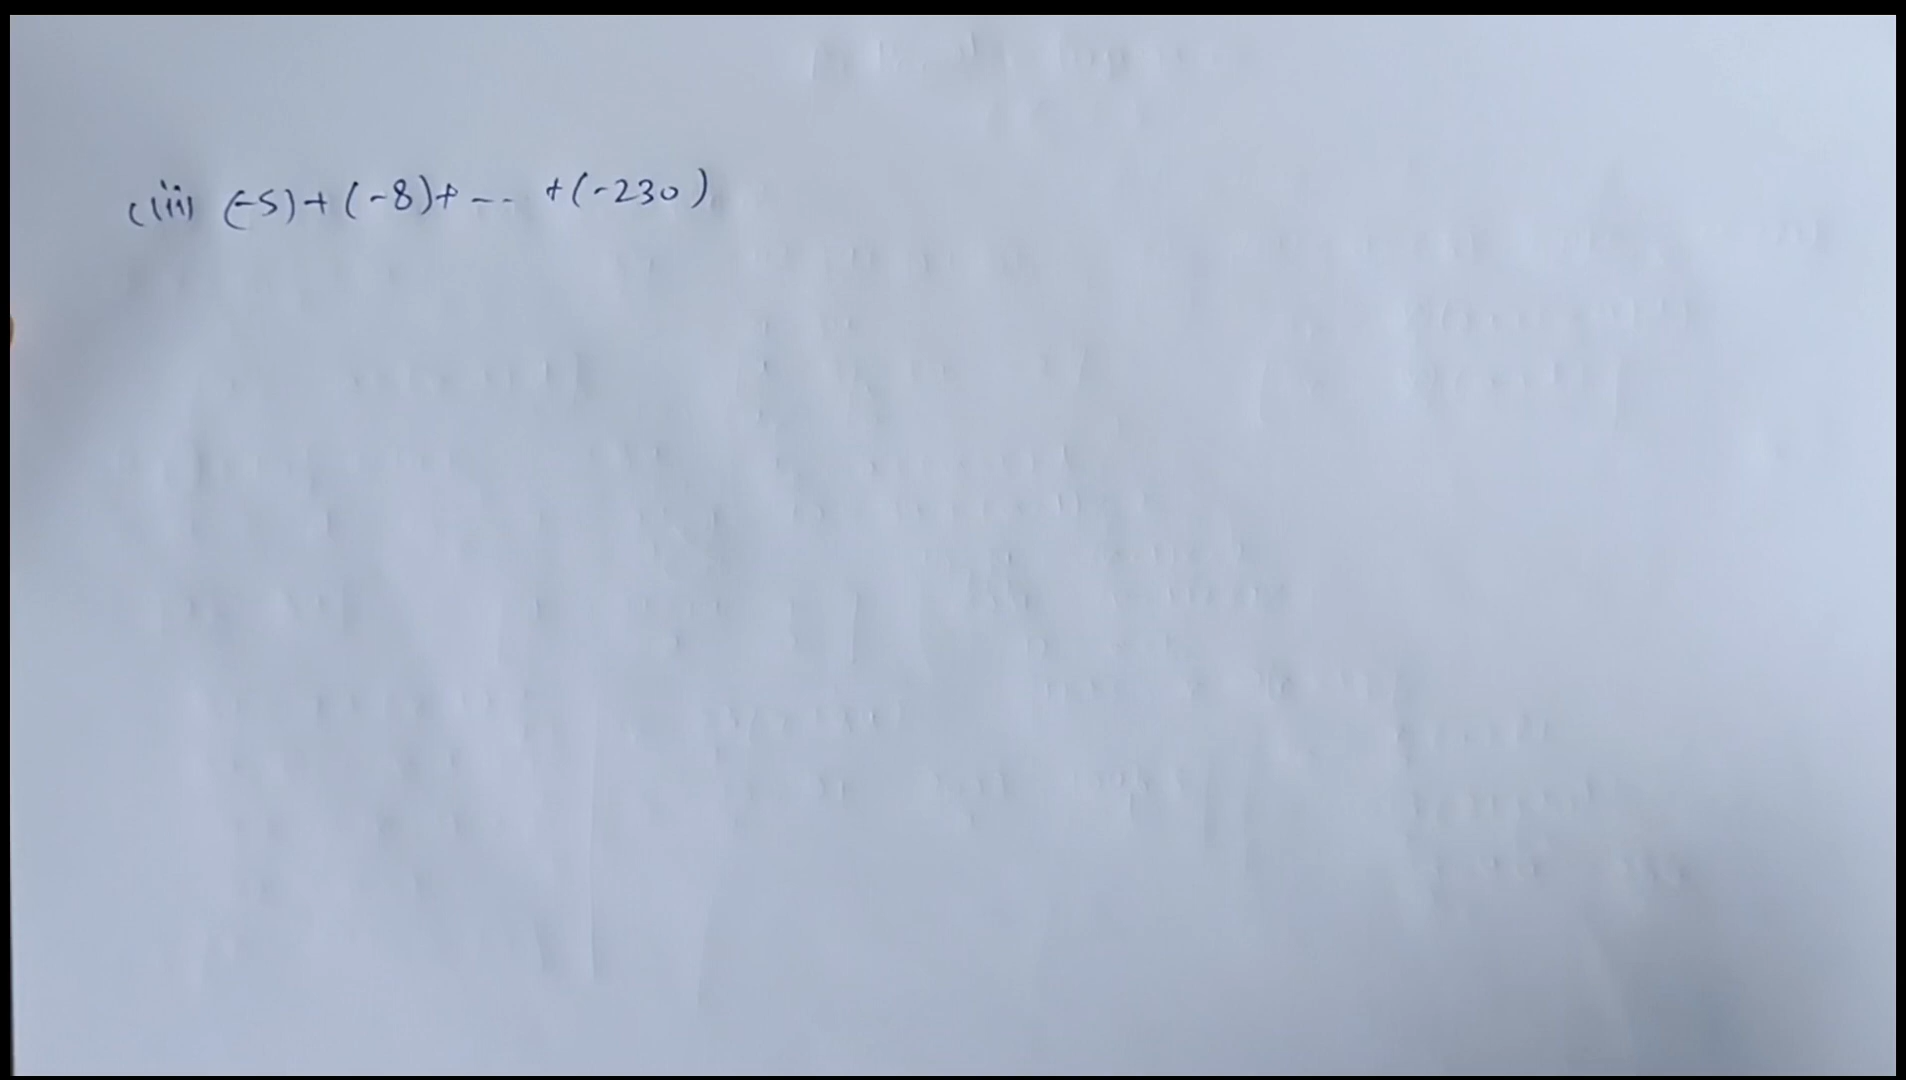 (iii) (-5)+(-8)+ --- +(-230)